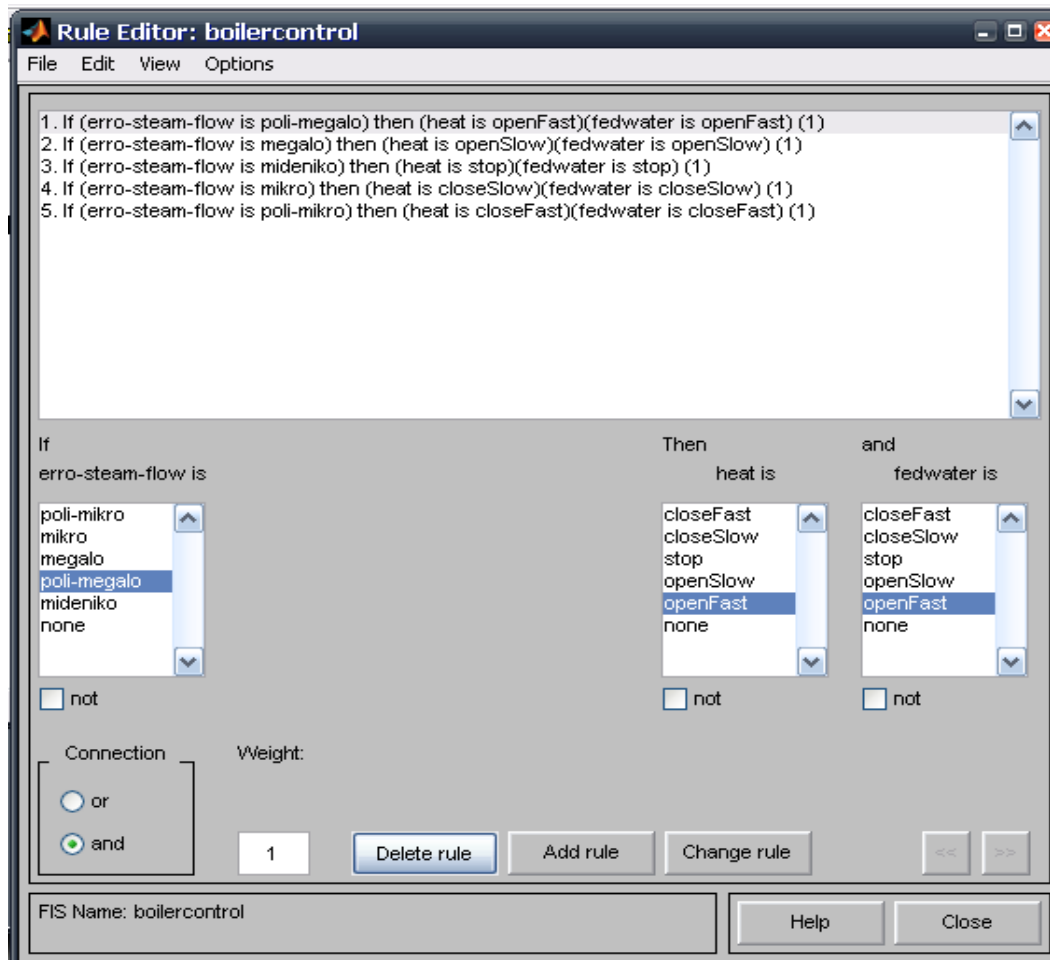 Rule Editor: boilercontrol
File Edit View Options
1. If (erro-steam-flow is poli-megalo) then (heat is openFast)(fedwater is openFast) (1)
2. If (erro-steam-flow is megalo) then (heat is openSlow)(fedwater is openSlow) (1)
3. If (erro-steam-flow is mideniko) then (heat is stop)(fedwater is stop) (1)
4. If (erro-steam-flow is mikro) then (heat is closeSlow)(fedwater is closeSlow) (1)
5. If (erro-steam-flow is poli-mikro) then (heat is closeFast)(fedwater is closeFast) (1)
If
erro-steam-flow is
poli-mikro
mikro
megalo
poli-megalo
mideniko
none
not
Then
heat is
closeFast
closeSlow
stop
openSlow
openFast
none
not
and
fedwater is
closeFast
closeSlow
stop
openSlow
openFast
none
not
Connection
or
and
Weight:
1
Delete rule
Add rule
Change rule
<<
>>
FIS Name: boilercontrol
Help
Close